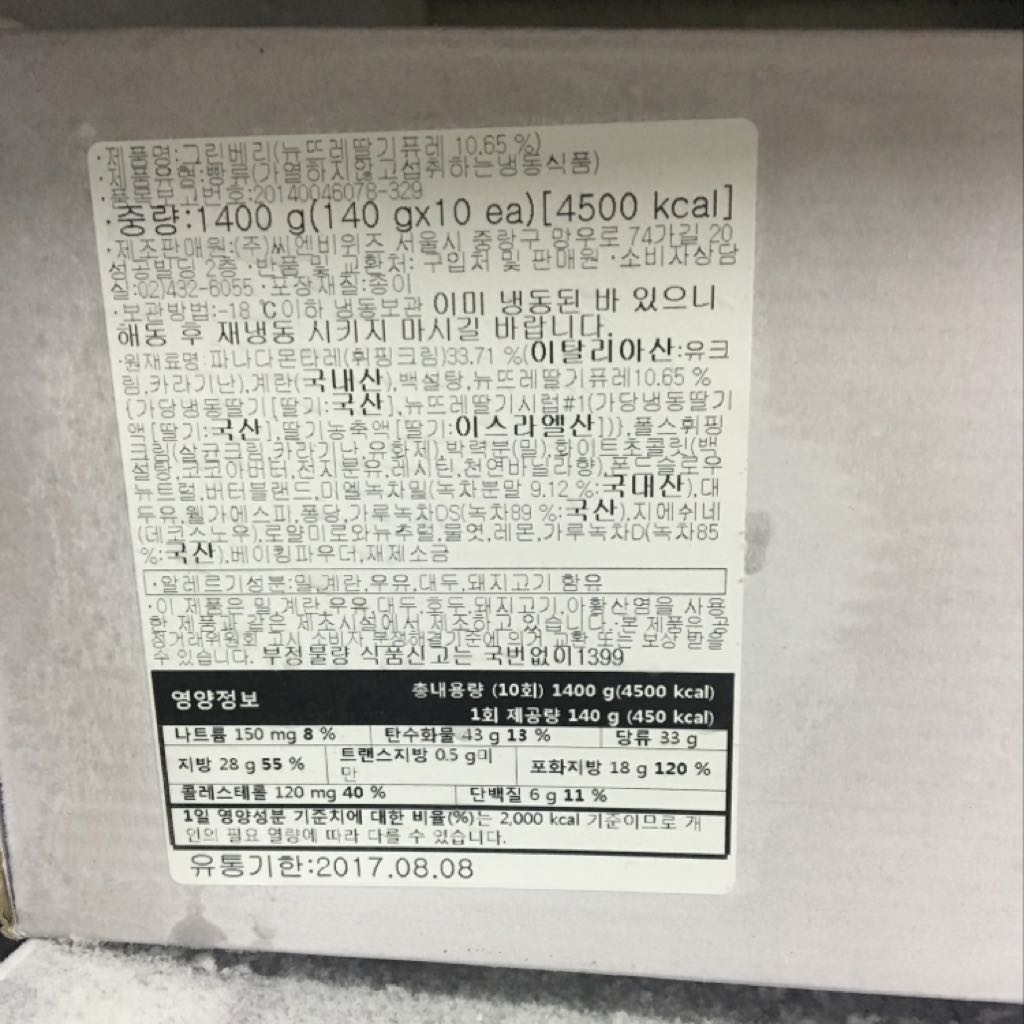 ·제품명:그린베리(뉴뜨레딸기퓨레 10.65 %)
·제품유형:빵류(가열하지않고섭취하는냉동식품)
·품목보고번호:20140046078-329
·중량:1400 g(140 gx10 ea)[4500 kcal]
·제조판매원:(주)씨엔비위즈 서울시 중랑구 망우로 74가길 20
성공빌딩 2층 ·반품 및 교환처: 구입처 및 판매원 ·소비자상담
실:02)432-6055 ·포장재질:종이
·보관방법:-18 ℃이하 냉동보관 이미 냉동된 바 있으니
해동 후 재냉동 시키지 마시길 바랍니다.
·원재료명:파나다몬타레(휘핑크림)33.71 %(이탈리아산:유크
림,카라기난),계란(국내산),백설탕,뉴뜨레딸기퓨레10.65 %
{가당냉동딸기[딸기:국산],뉴뜨레딸기시럽#1(가당냉동딸기
액[딸기:국산],딸기농축액[딸기:이스라엘산])},폴스휘핑
크림(살균크림,카라기난,유화제),박력분(밀),화이트초콜릿(백
설탕,코코아버터,전지분유,레시틴,천연바닐라향),폰드슬로우
뉴트럴,버터블랜드,미엘녹차밀(녹차분말 9.12 %:국내산),대
두유,월가에스피,퐁당,가루녹차DS(녹차89 %:국산),지에쉬네
(데코스노우),로얄미로와뉴추럴,물엿,레몬,가루녹차D(녹차85
%:국산),베이킹파우더,재제소금
·알레르기성분:밀,계란,우유,대두,돼지고기 함유
·이 제품은 밀,계란,우유,대두,호두,돼지고기,아황산염을 사용
한 제품과 같은 제조시설에서 제조하고 있습니다. ·본 제품은 공
정거래위원회 고시 소비자 분쟁해결기준에 의거 교환 또는 보상 받을
수 있습니다. 부정불량 식품신고는 국번없이1399
영양정보
총내용량 (10회) 1400 g(4500 kcal)
1회 제공량 140 g (450 kcal)
나트륨 150 mg 8 % 탄수화물 43 g 13 % 당류 33 g
지방 28 g 55 % 트랜스지방 0.5 g미
만 포화지방 18 g 120 %
콜레스테롤 120 mg 40 % 단백질 6 g 11 %
1일 영양성분 기준치에 대한 비율(%)는 2,000 kcal 기준이므로 개
인의 필요 열량에 따라 다를 수 있습니다.
유통기한:2017.08.08